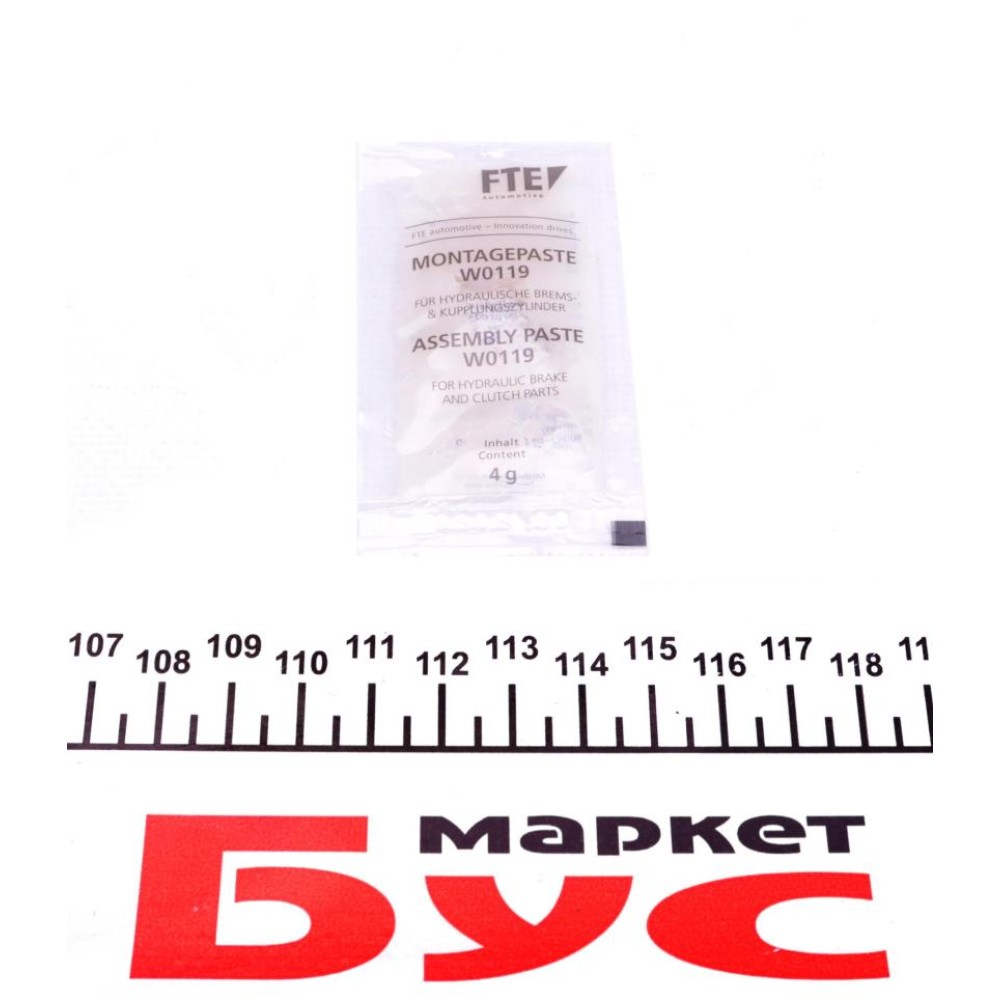 FTE
Automotive
FTE automotive – Innovation drives
MONTAGEPASTE
W0119
FÜR HYDRAULISCHE BREMS-
& KUPPLUNGSZYLINDER
ASSEMBLY PASTE
W0119
FOR HYDRAULIC BRAKE
AND CLUTCH PARTS
Inhalt
Content
4 g
107 108 109 110 111 112 113 114 115 116 117 118 11
маркет
БУС